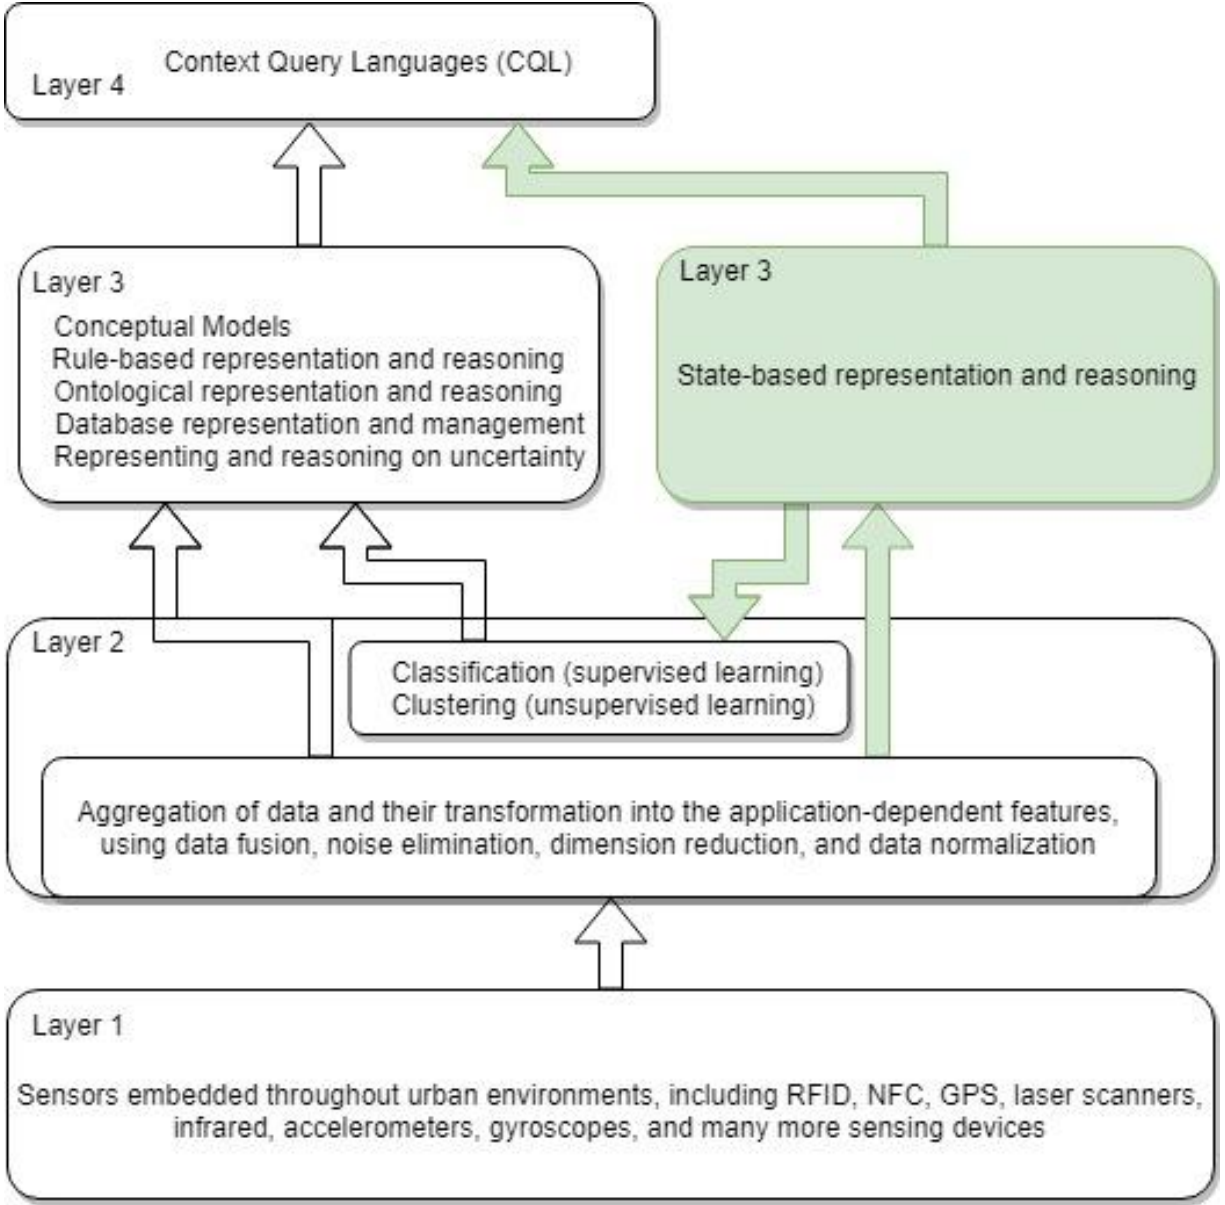 Context Query Languages (CQL)
Layer 4
Layer 3
Conceptual Models
Rule-based representation and reasoning
Ontological representation and reasoning
Database representation and management
Representing and reasoning on uncertainty
Layer 3
State-based representation and reasoning
Layer 2
Classification (supervised learning)
Clustering (unsupervised learning)
Aggregation of data and their transformation into the application-dependent features,
using data fusion, noise elimination, dimension reduction, and data normalization
Layer 1
Sensors embedded throughout urban environments, including RFID, NFC, GPS, laser scanners,
infrared, accelerometers, gyroscopes, and many more sensing devices